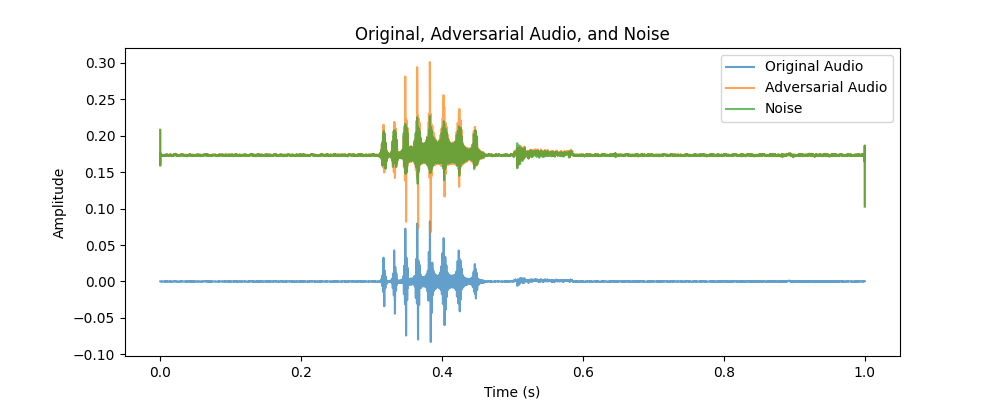 Original, Adversarial Audio, and Noise
Original Audio
Adversarial Audio
Noise
Amplitude
0.30
0.25
0.20
0.15
0.10
0.05
0.00
−0.05
−0.10
0.0
0.2
0.4
0.6
0.8
1.0
Time (s)